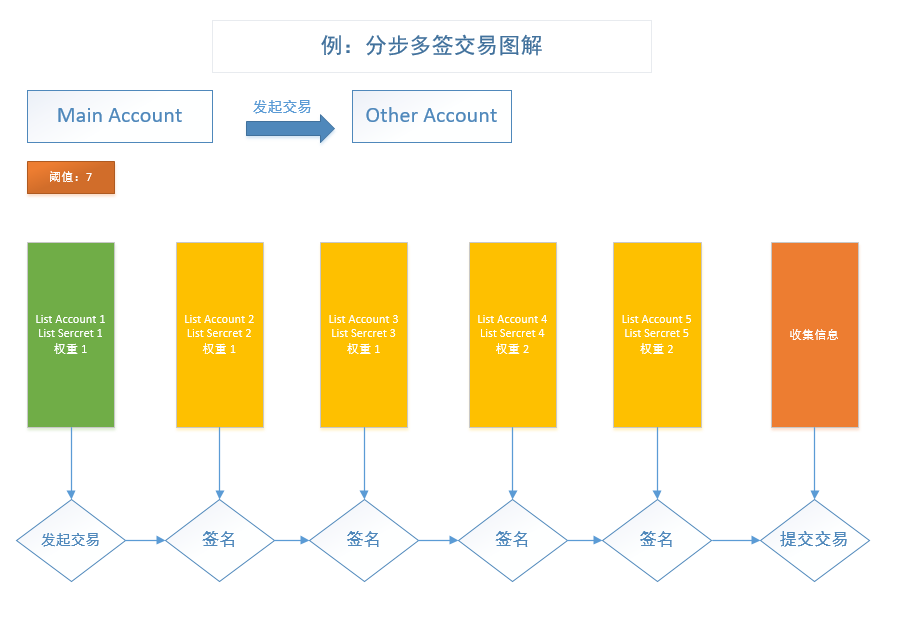 例：分步多签交易图解
Main Account
发起交易
Other Account
阈值：7
List Account 1
List Sercret 1
权重 1
List Account 2
List Sercret 2
权重 1
List Account 3
List Sercret 3
权重 1
List Account 4
List Sercret 4
权重 2
List Account 5
List Sercret 5
权重 2
收集信息
发起交易
签名
签名
签名
签名
提交交易